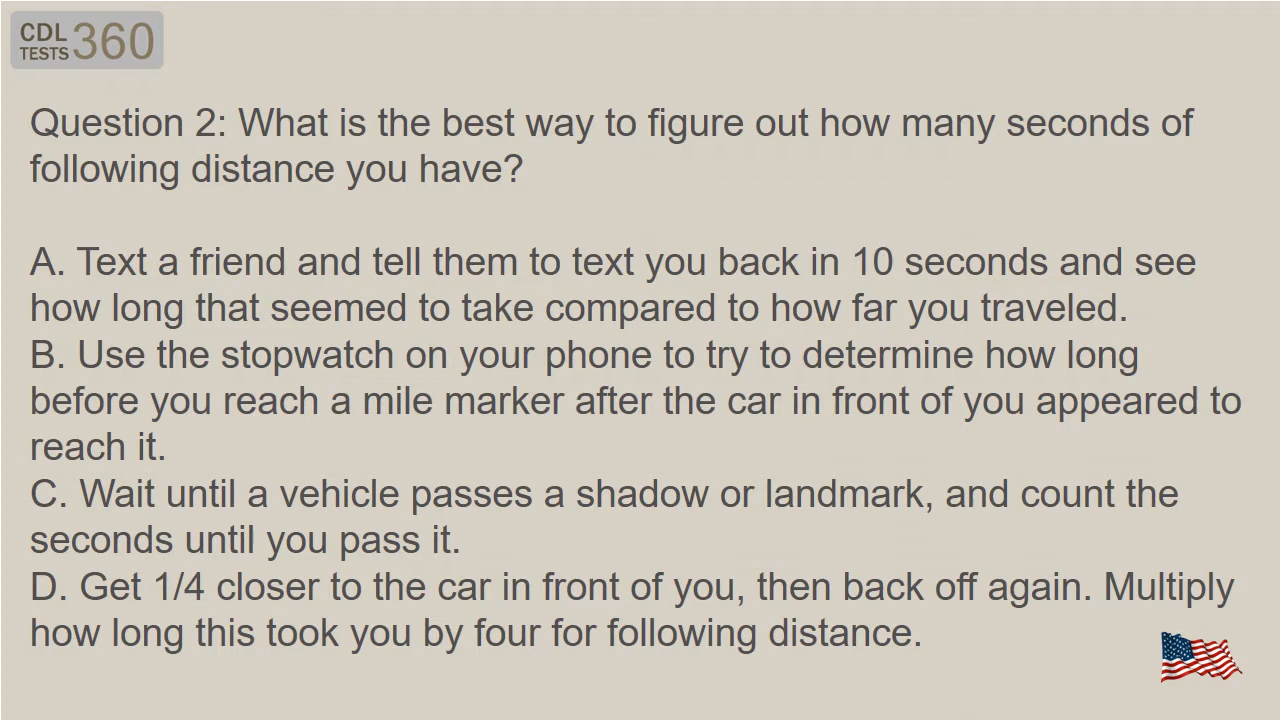 CDL
TESTS 360
Question 2: What is the best way to figure out how many seconds of
following distance you have?
A. Text a friend and tell them to text you back in 10 seconds and see
how long that seemed to take compared to how far you traveled.
B. Use the stopwatch on your phone to try to determine how long
before you reach a mile marker after the car in front of you appeared to
reach it.
C. Wait until a vehicle passes a shadow or landmark, and count the
seconds until you pass it.
D. Get 1/4 closer to the car in front of you, then back off again. Multiply
how long this took you by four for following distance.